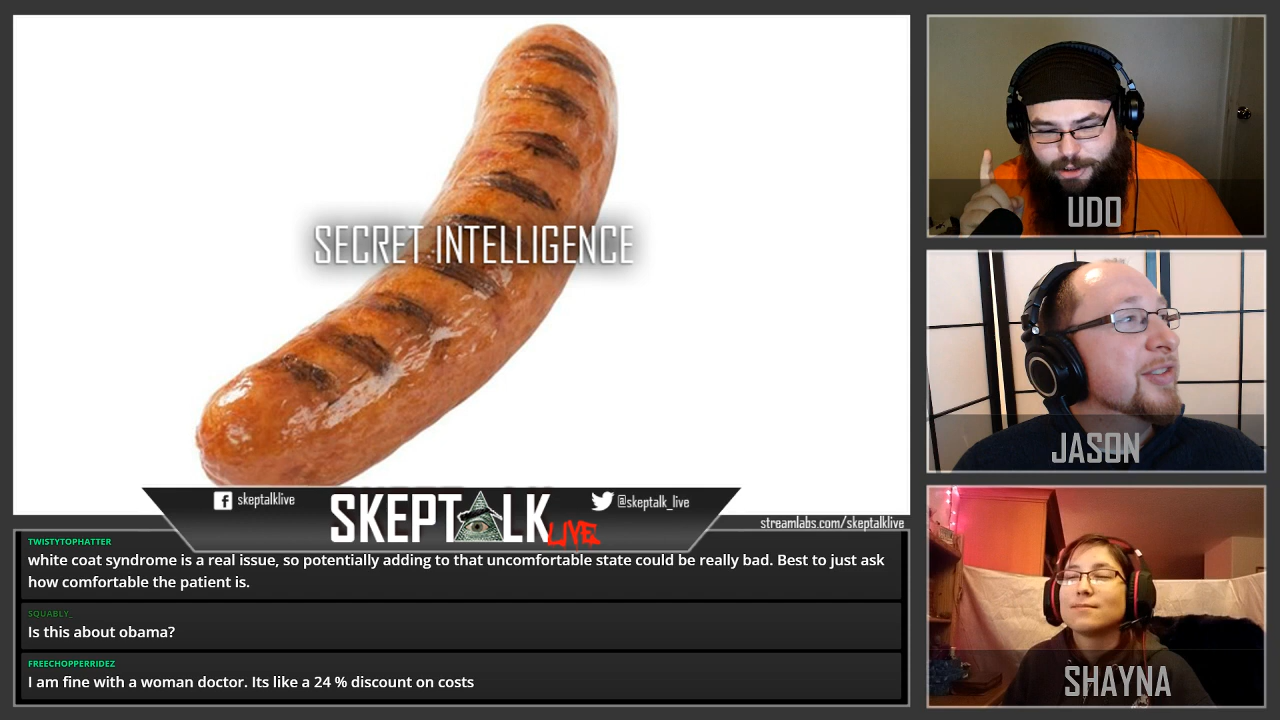 SECRET INTELLIGENCE
UDO
JASON
SHAYNA
skeptalklive
SKEPTALK
LIVE
@skeptalk_live
streamlabs.com/skeptalklive
TWISTYTOPHATTER
white coat syndrome is a real issue, so potentially adding to that uncomfortable state could be really bad. Best to just ask
how comfortable the patient is.
SQUABLY_
Is this about obama?
FREECHOPPERRIDEZ
I am fine with a woman doctor. Its like a 24 % discount on costs